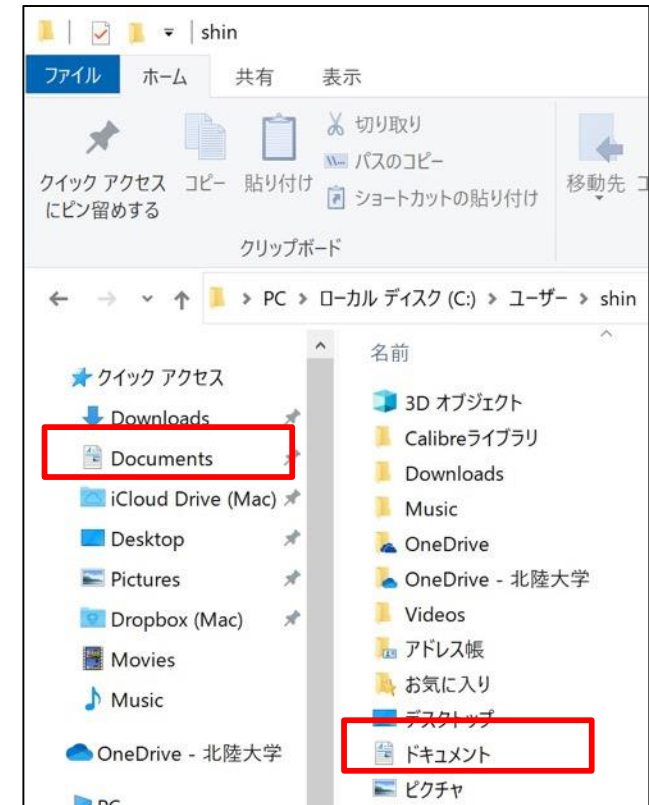 shin
ファイル ホーム 共有 表示
切り取り
パスのコピー
ショートカットの貼り付け
クイック アクセス
にピン留めする
コピー
貼り付け
移動先
クリップボード
PC > ローカル ディスク (C:) > ユーザー > shin
クイック アクセス
Downloads
Documents
iCloud Drive (Mac)
Desktop
Pictures
Dropbox (Mac)
Movies
Music
OneDrive - 北陸大学
PC
名前
3D オブジェクト
Calibreライブラリ
Downloads
Music
OneDrive
OneDrive - 北陸大学
Videos
アドレス帳
お気に入り
デスクトップ
ドキュメント
ピクチャ